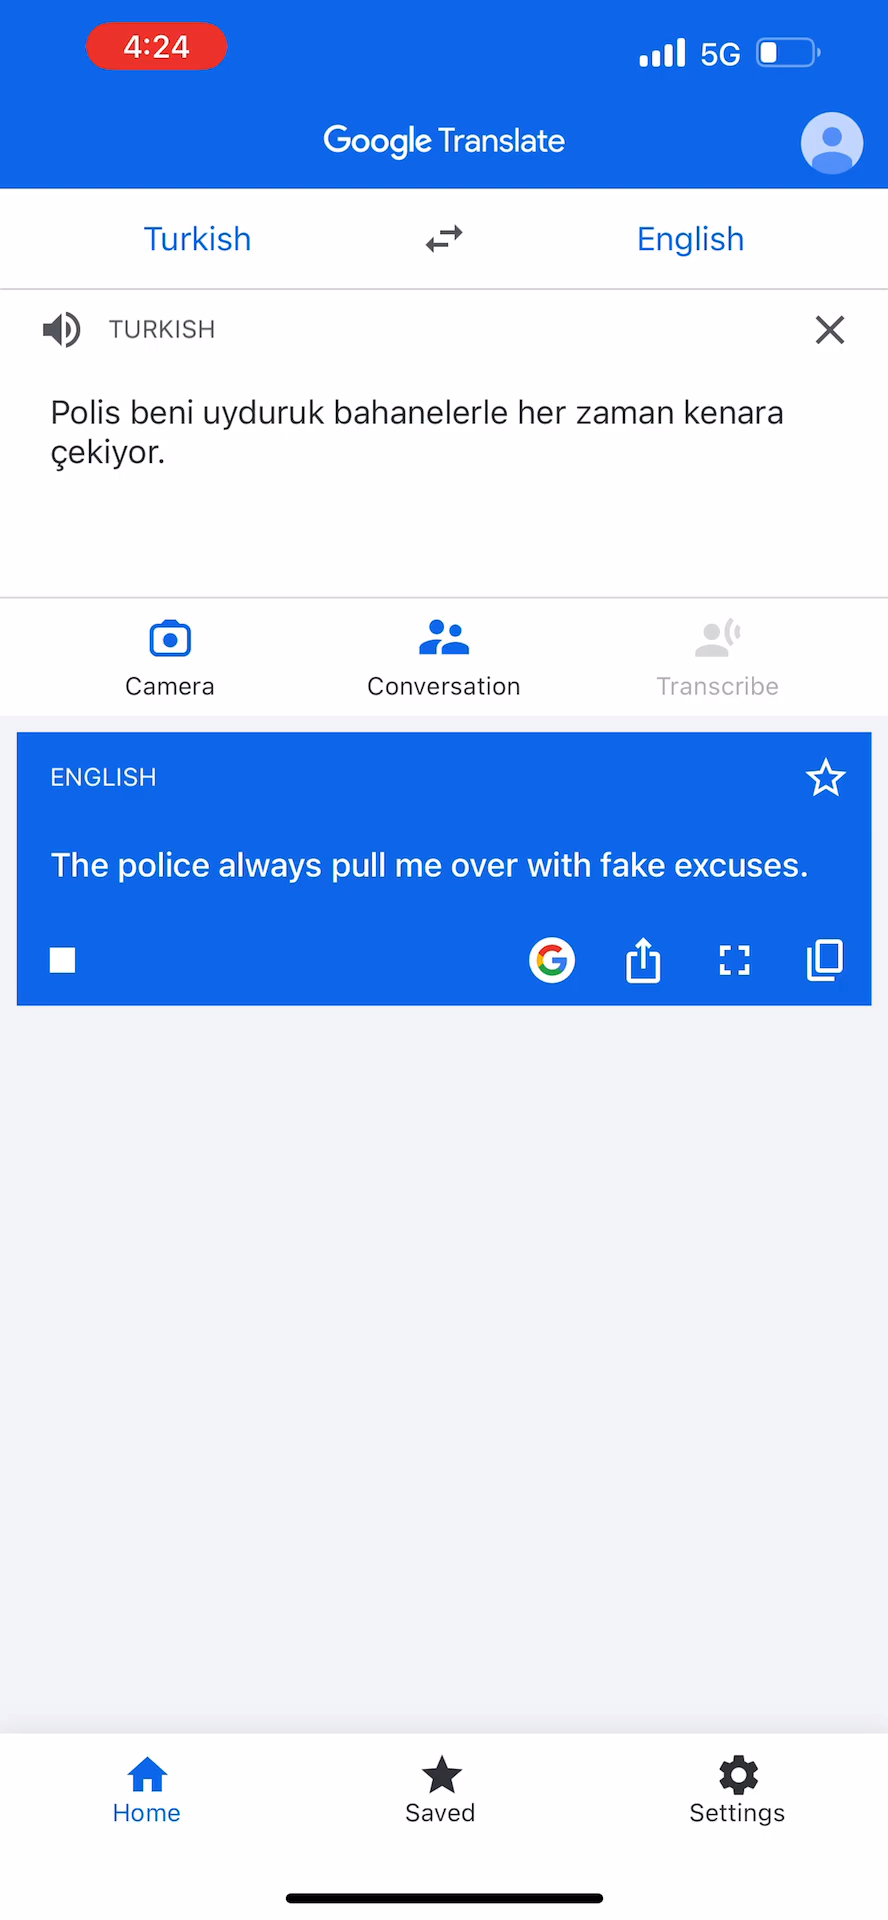 4:24
5G
Google Translate
Turkish
English
TURKISH
Polis beni uyduruk bahanelerle her zaman kenara
çekiyor.
Camera
Conversation
Transcribe
ENGLISH
The police always pull me over with fake excuses.
Home
Saved
Settings